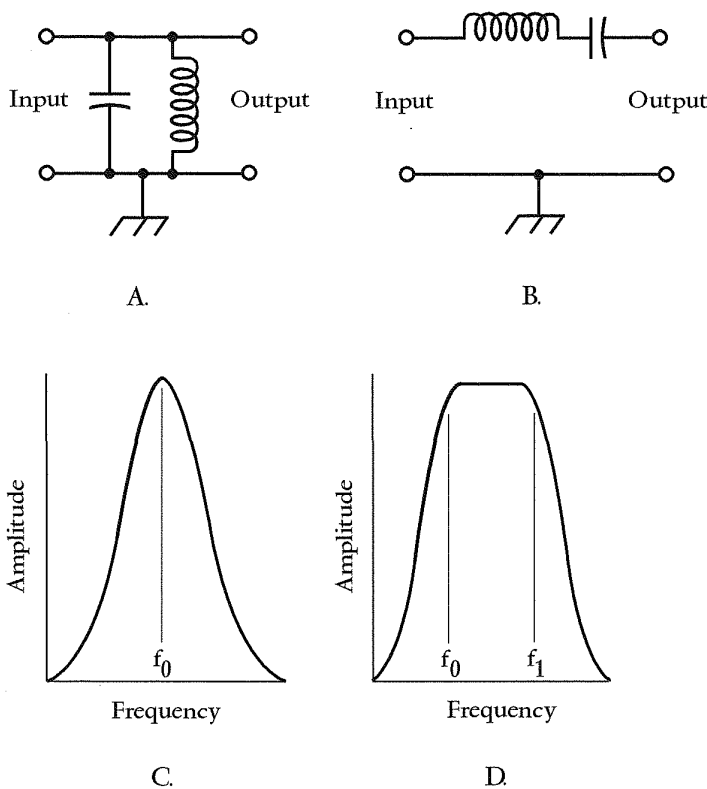 Input
Output
A.
Input
Output
B.
Amplitude
f0
Frequency
C.
Amplitude
f0
f1
Frequency
D.